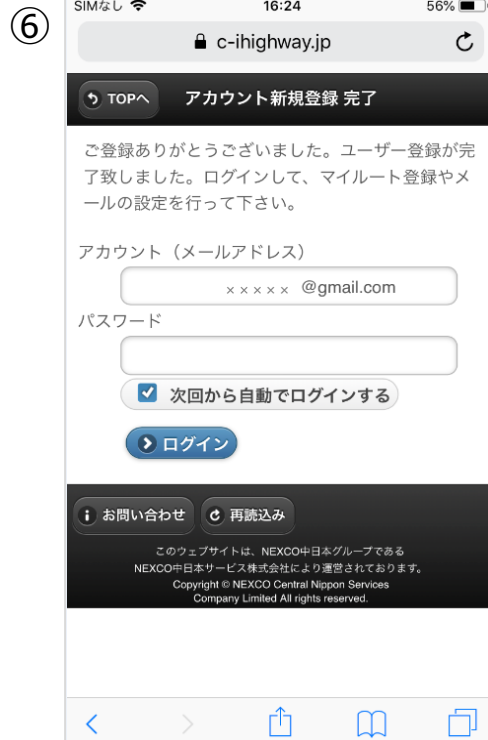 ⑥
SIMなし 16:24 56%
c-ihighway.jp
TOPへ アカウント新規登録 完了
ご登録ありがとうございました。ユーザー登録が完
了致しました。ログインして、マイルート登録やメ
ールの設定を行って下さい。
アカウント（メールアドレス）
××××× @gmail.com
パスワード
次回から自動でログインする
ログイン
お問い合わせ 再読込み
このウェブサイトは、NEXCO中日本グループである
NEXCO中日本サービス株式会社により運営されております。
Copyright © NEXCO Central Nippon Services
Company Limited All rights reserved.